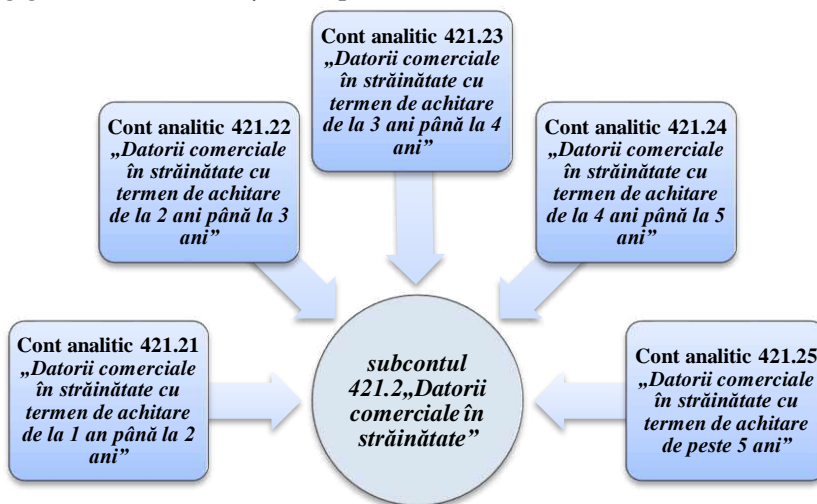 Cont analitic 421.23
„Datorii comerciale
în străinătate cu
termen de achitare
de la 3 ani până la 4
ani”
Cont analitic 421.22
„Datorii comerciale
în străinătate cu
termen de achitare
de la 2 ani până la 3
ani”
Cont analitic 421.24
„Datorii comerciale
în străinătate cu
termen de achitare
de la 4 ani până la 5
ani”
Cont analitic 421.21
„Datorii comerciale
în străinătate cu
termen de achitare
de la 1 an până la 2
ani”
subcontul
421.2„Datorii
comerciale în
străinătate”
Cont analitic 421.25
„Datorii comerciale
în străinătate cu
termen de achitare
de peste 5 ani”